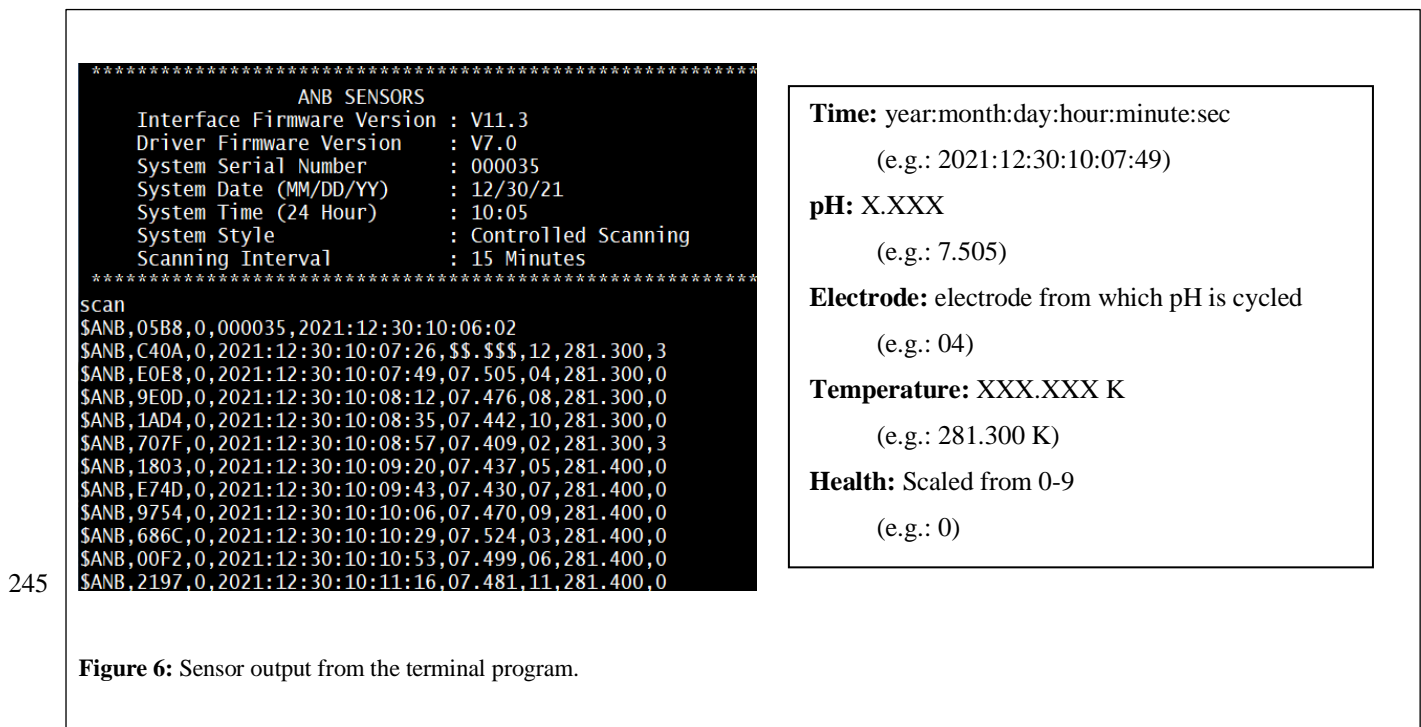 *********************************************************
ANB SENSORS
Interface Firmware Version : V11.3
Driver Firmware Version : V7.0
System Serial Number : 000035
System Date (MM/DD/YY) : 12/30/21
System Time (24 Hour) : 10:05
System Style : Controlled Scanning
Scanning Interval : 15 Minutes
*********************************************************
scan
$ANB,05B8,0,000035,2021:12:30:10:06:02
$ANB,C40A,0,2021:12:30:10:07:26,$$.$$$,12,281.300,3
$ANB,E0E8,0,2021:12:30:10:07:49,07.505,04,281.300,0
$ANB,9E0D,0,2021:12:30:10:08:12,07.476,08,281.300,0
$ANB,1AD4,0,2021:12:30:10:08:35,07.442,10,281.300,0
$ANB,707F,0,2021:12:30:10:08:57,07.409,02,281.300,3
$ANB,1803,0,2021:12:30:10:09:20,07.437,05,281.400,0
$ANB,E74D,0,2021:12:30:10:09:43,07.430,07,281.400,0
$ANB,9754,0,2021:12:30:10:10:06,07.470,09,281.400,0
$ANB,686C,0,2021:12:30:10:10:29,07.524,03,281.400,0
$ANB,00F2,0,2021:12:30:10:10:53,07.499,06,281.400,0
$ANB,2197,0,2021:12:30:10:11:16,07.481,11,281.400,0
Time: year:month:day:hour:minute:sec
(e.g.: 2021:12:30:10:07:49)
pH: X.XXX
(e.g.: 7.505)
Electrode: electrode from which pH is cycled
(e.g.: 04)
Temperature: XXX.XXX K
(e.g.: 281.300 K)
Health: Scaled from 0-9
(e.g.: 0)
245
Figure 6: Sensor output from the terminal program.